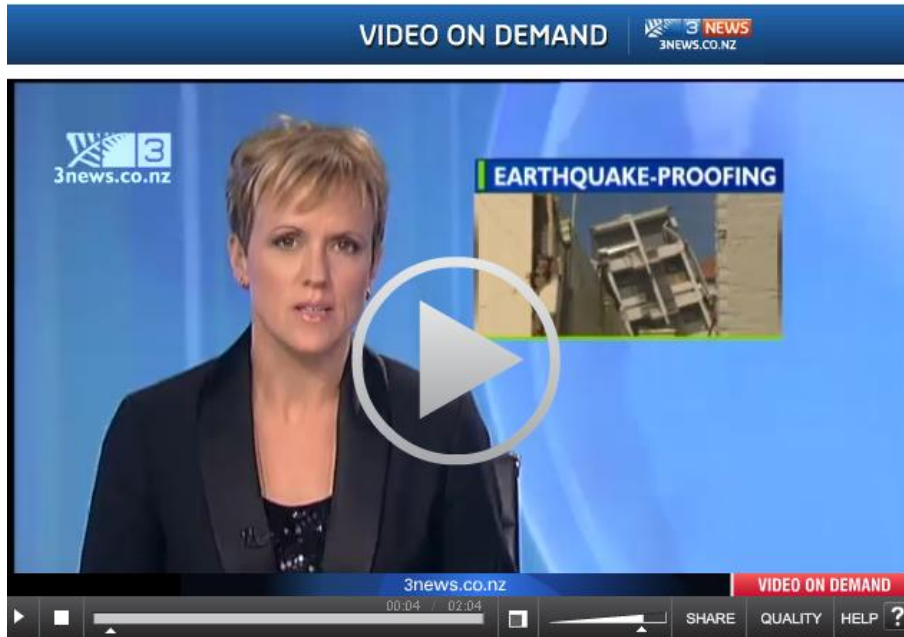 VIDEO ON DEMAND
3 NEWS
3NEWS.CO.NZ
3
3news.co.nz
EARTHQUAKE-PROOFING
3news.co.nz
VIDEO ON DEMAND
00:04 / 02:04
SHARE
QUALITY
HELP ?